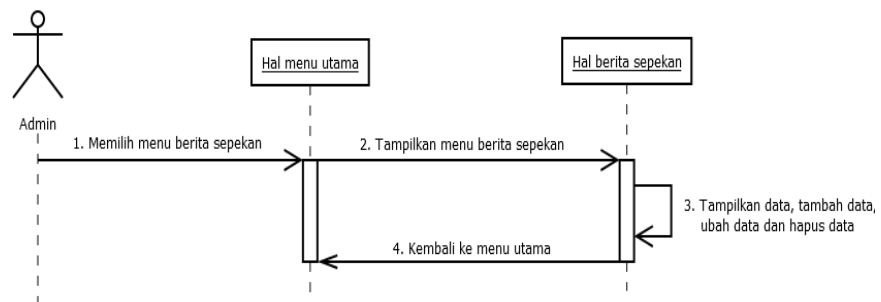 Hal menu utama
Hal berita sepekan
Admin
1. Memilih menu berita sepekan
2. Tampilkan menu berita sepekan
3. Tampilkan data, tambah data,
ubah data dan hapus data
4. Kembali ke menu utama